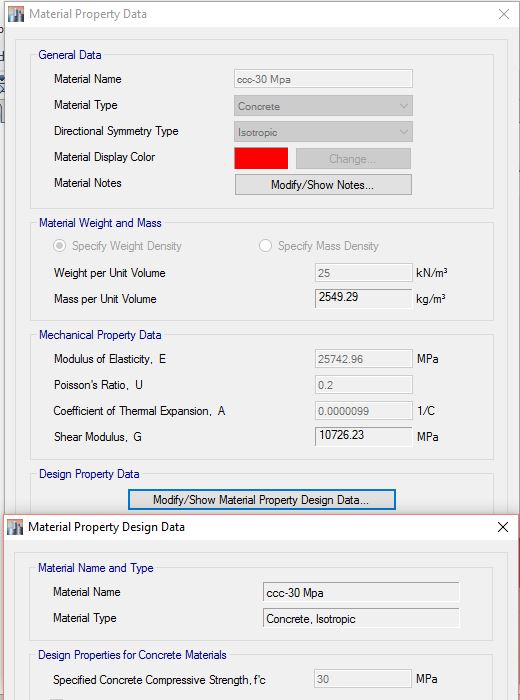 Material Property Data
General Data
Material Name ccc-30 Mpa
Material Type Concrete
Directional Symmetry Type Isotropic
Material Display Color Change...
Material Notes Modify/Show Notes...
Material Weight and Mass
Specify Weight Density Specify Mass Density
Weight per Unit Volume 25 kN/m³
Mass per Unit Volume 2549.29 kg/m³
Mechanical Property Data
Modulus of Elasticity, E 25742.96 MPa
Poisson's Ratio, U 0.2
Coefficient of Thermal Expansion, A 0.0000099 1/C
Shear Modulus, G 10726.23 MPa
Design Property Data
Modify/Show Material Property Design Data...
Material Property Design Data
Material Name and Type
Material Name ccc-30 Mpa
Material Type Concrete, Isotropic
Design Properties for Concrete Materials
Specified Concrete Compressive Strength, f'c 30 MPa